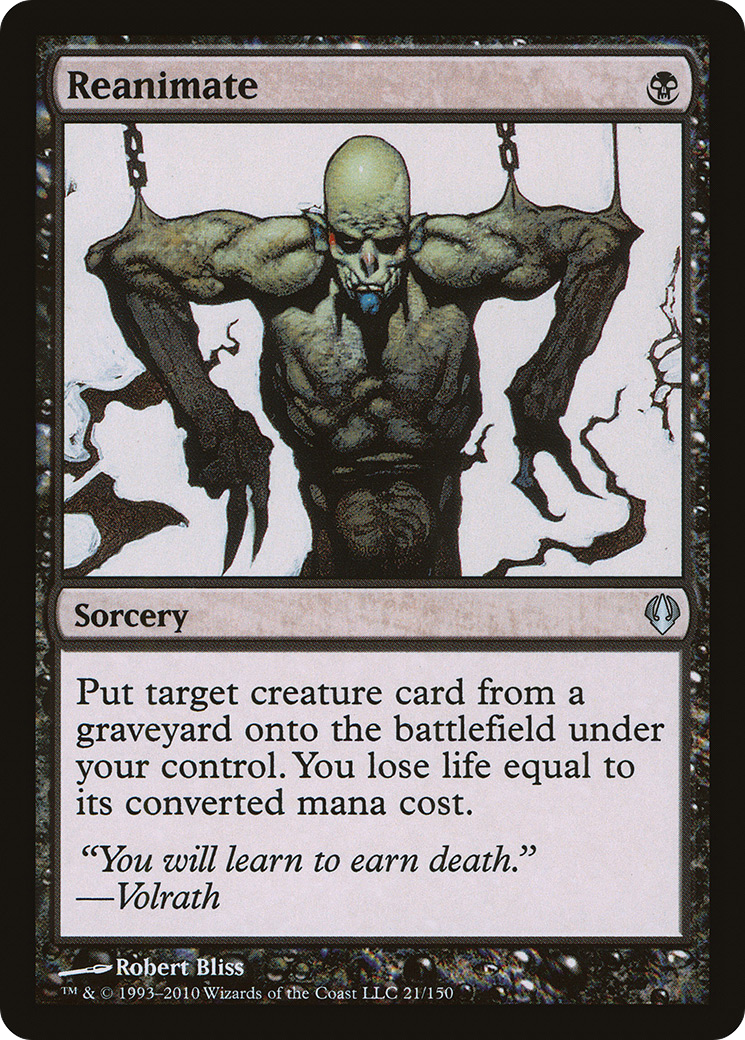 Reanimate
Sorcery
Put target creature card from a
graveyard onto the battlefield under
your control. You lose life equal to
its converted mana cost.
“You will learn to earn death.”
—Volrath
Robert Bliss
™ & © 1993–2010 Wizards of the Coast LLC 21/150